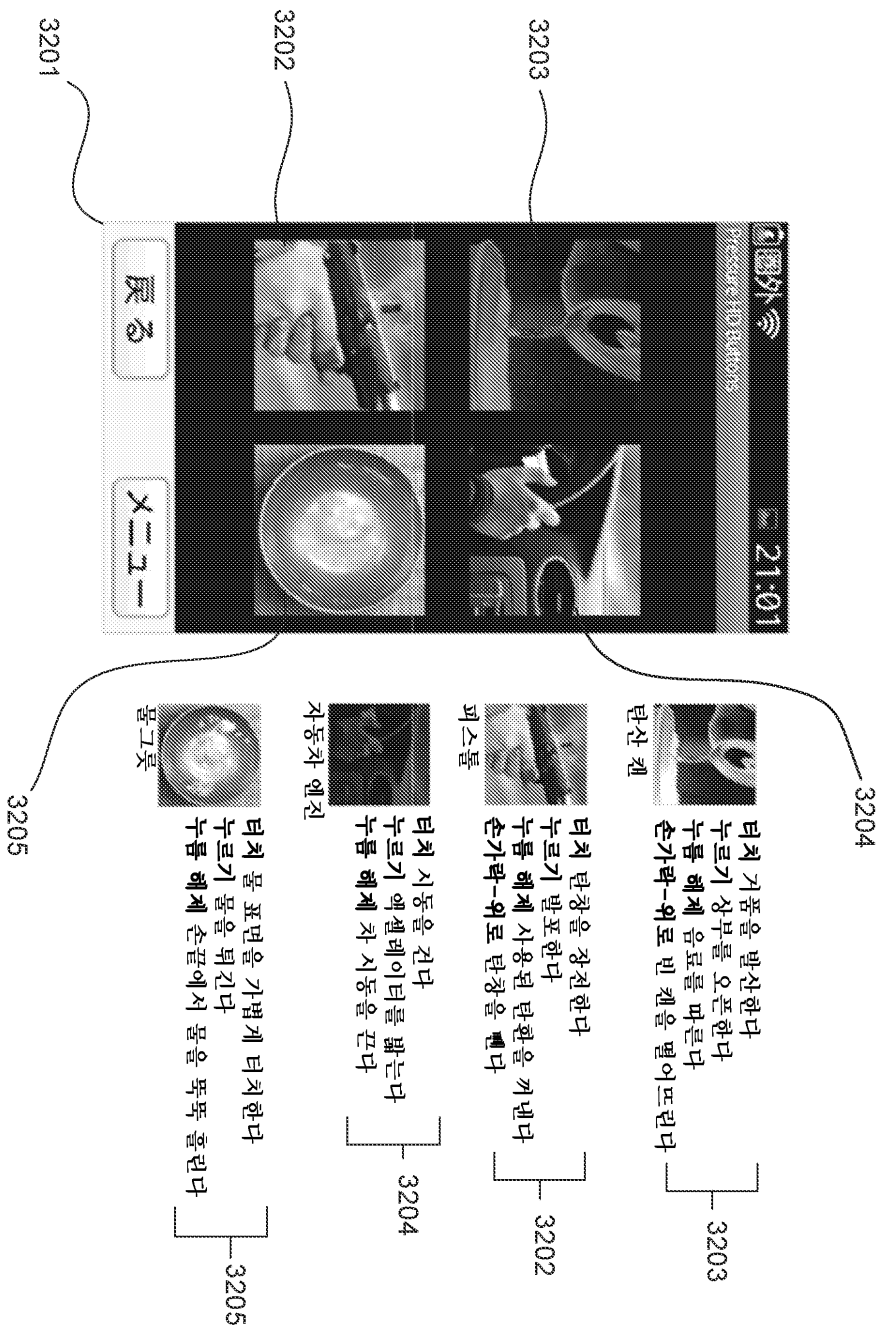 圏外 21:01
Pressure HD Buttons
戻る メニュー
3201
3202
3203
3204
3205
탄산 캔
터치 거품을 발산한다
누르기 상부를 오픈한다
누름 해제 음료를 따른다
손가락-위로 빈 캔을 떨어뜨린다
3203
피스톨
터치 탄창을 장전한다
누르기 발포한다
누름 해제 사용된 탄환을 꺼낸다
손가락-위로 탄창을 뺀다
3202
자동차 엔진
터치 시동을 건다
누르기 액셀레이터를 밟는다
누름 해제 차 시동을 끈다
3204
물그릇
터치 물 표면을 가볍게 터치한다
누르기 물을 튀긴다
누름 해제 손끝에서 물을 뚝뚝 흘린다
3205